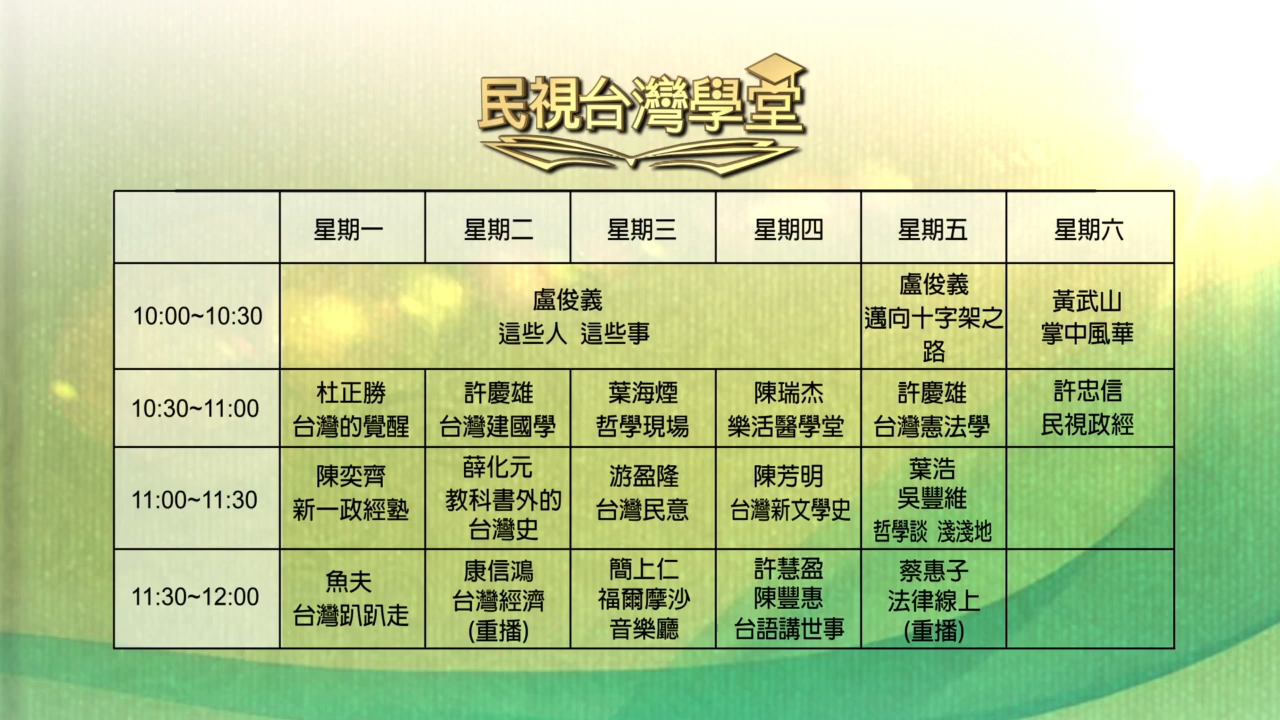 民視台灣學堂
星期一 星期二 星期三 星期四 星期五 星期六
10:00~10:30
盧俊義
這些人 這些事
盧俊義
邁向十字架之
路
黃武山
掌中風華
10:30~11:00
杜正勝
台灣的覺醒
許慶雄
台灣建國學
葉海煙
哲學現場
陳瑞杰
樂活醫學堂
許慶雄
台灣憲法學
許忠信
民視政經
11:00~11:30
陳奕齊
新一政經塾
薛化元
教科書外的
台灣史
游盈隆
台灣民意
陳芳明
台灣新文學史
葉浩
吳豐維
哲學談 淺淺地
11:30~12:00
魚夫
台灣趴趴走
康信鴻
台灣經濟
(重播)
簡上仁
福爾摩沙
音樂廳
許慧盈
陳豐惠
台語講世事
蔡惠子
法律線上
(重播)